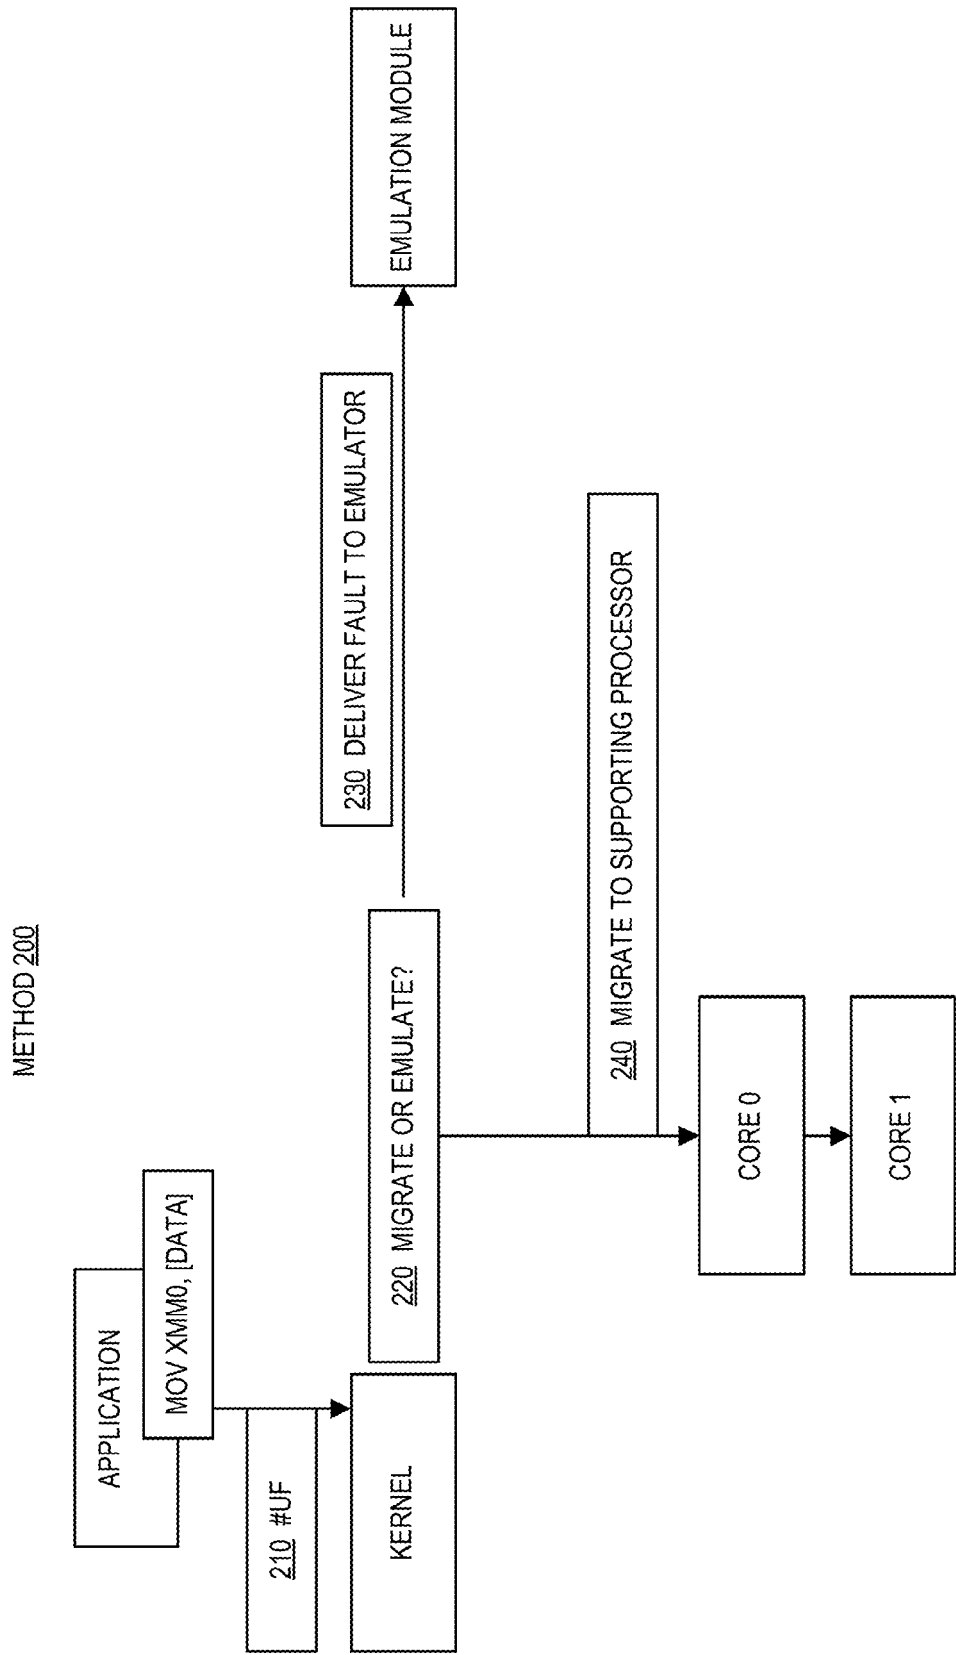 METHOD 200
APPLICATION
MOV XMM0, [DATA]
210 #UF
KERNEL
220 MIGRATE OR EMULATE?
230 DELIVER FAULT TO EMULATOR
EMULATION MODULE
240 MIGRATE TO SUPPORTING PROCESSOR
CORE 0
CORE 1